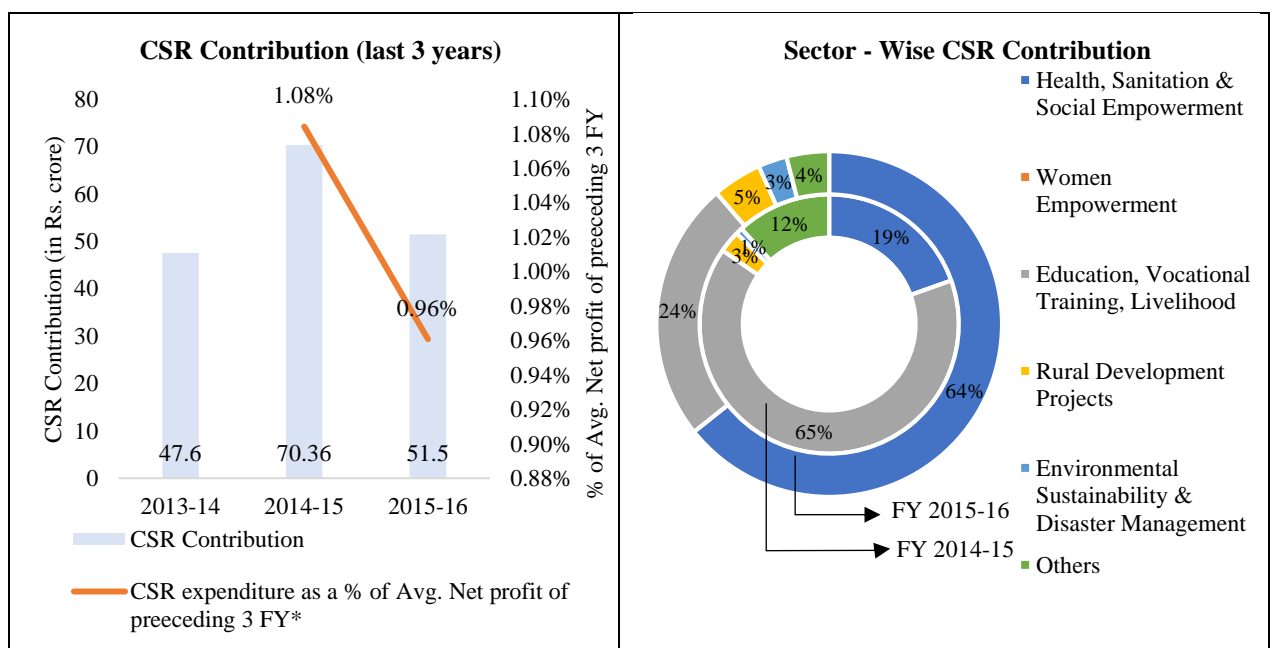 CSR Contribution (last 3 years)
CSR Contribution (in Rs. crore)
80
70
60
50
40
30
20
10
0
1.08%
0.96%
47.6
70.36
51.5
2013-14
2014-15
2015-16
1.10%
1.08%
1.06%
1.04%
1.02%
1.00%
0.98%
0.96%
0.94%
0.92%
0.90%
0.88%
% of Avg. Net profit of preceding 3 FY
CSR Contribution
CSR expenditure as a % of Avg. Net profit of
preeceding 3 FY*
Sector - Wise CSR Contribution
5%
3%
4%
12%
1%
3%
19%
24%
64%
65%
FY 2015-16
FY 2014-15
Health, Sanitation &
Social Empowerment
Women
Empowerment
Education, Vocational
Training, Livelihood
Rural Development
Projects
Environmental
Sustainability &
Disaster Management
Others